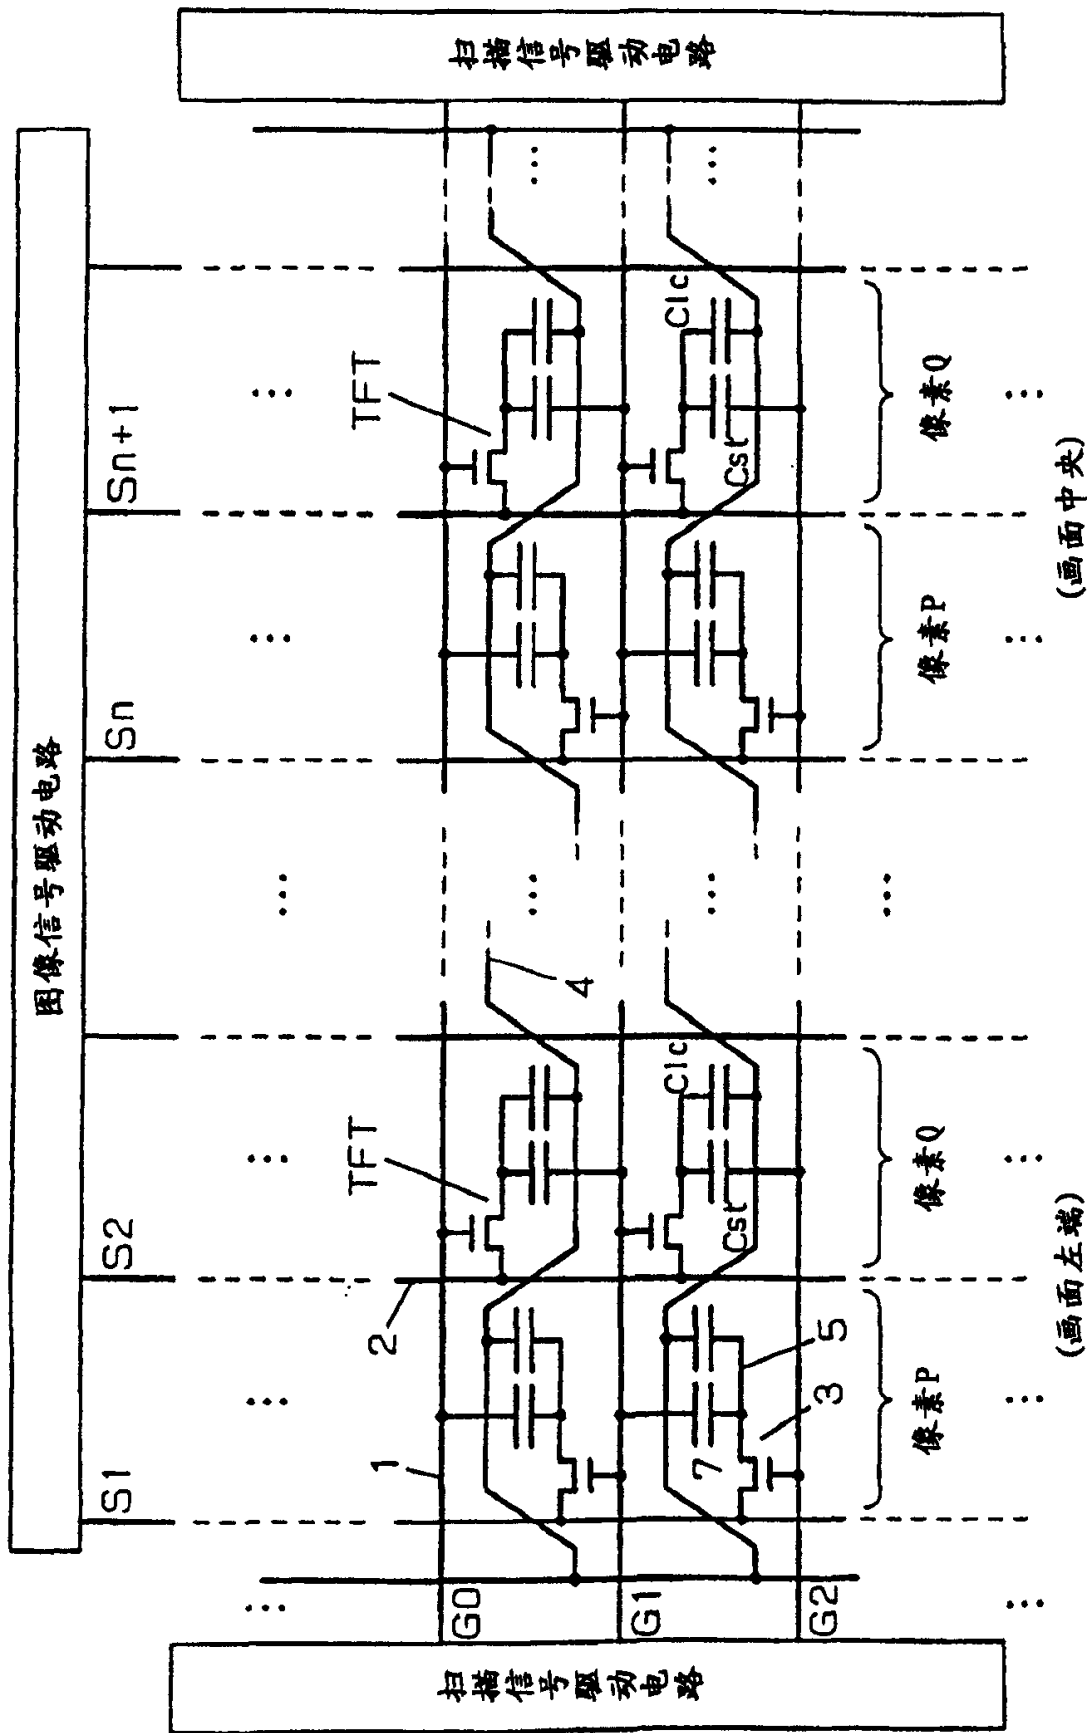 图像信号驱动电路
S1
S2
Sn
Sn+1
扫描信号驱动电路
扫描信号驱动电路
TFT
TFT
1
2
4
G0
G1
G2
Clc
Clc
Cst
Cst
7
3
5
像素P
像素Q
像素P
像素Q
(画面左端)
(画面中央)